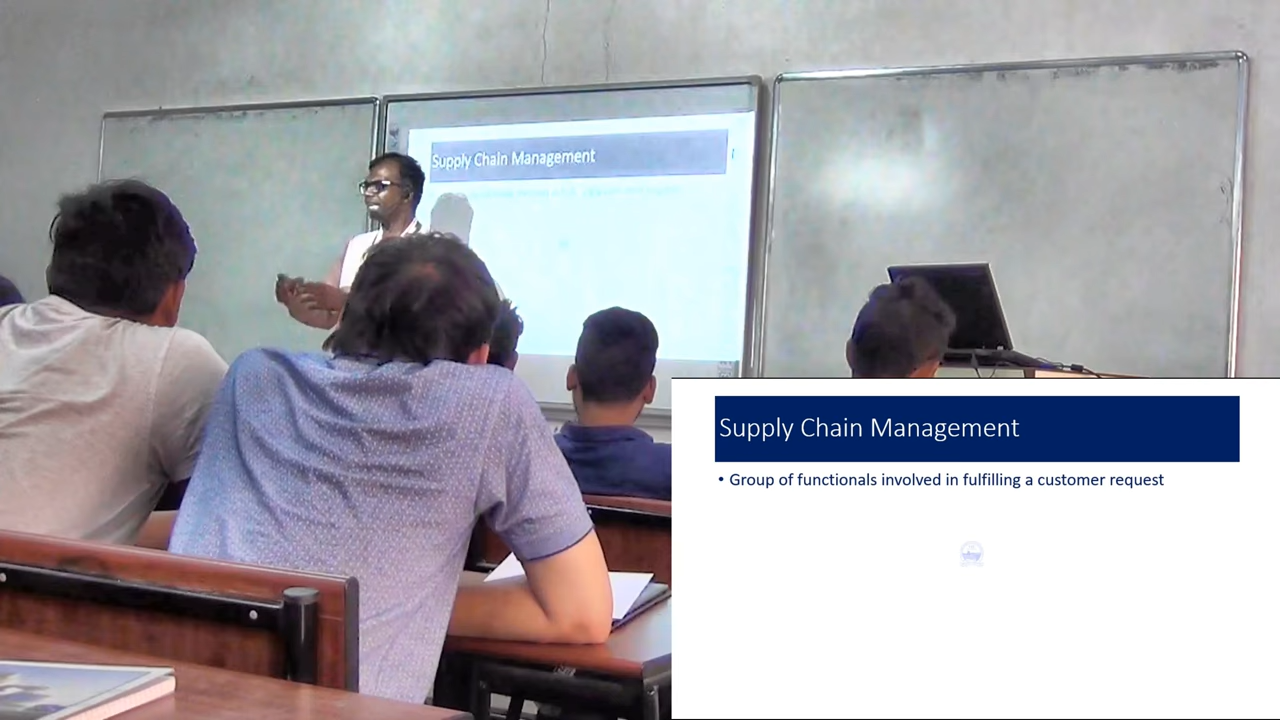 Supply Chain Management
Supply Chain Management
• Group of functionals involved in fulfilling a customer request